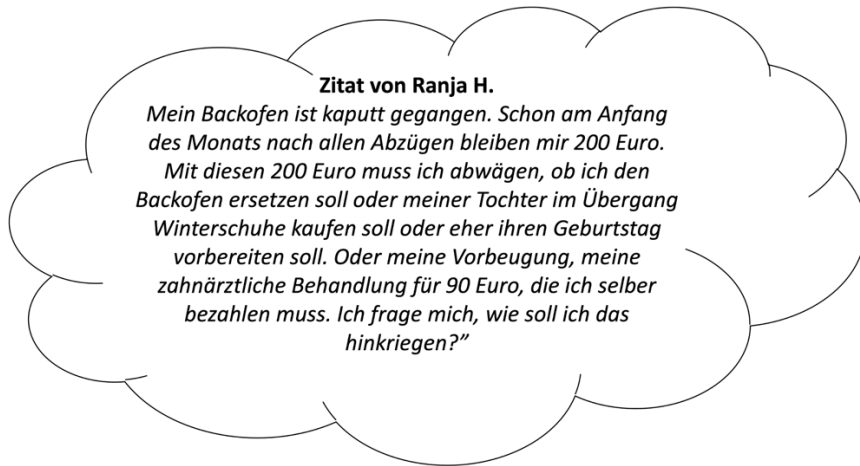 Zitat von Ranja H.
Mein Backofen ist kaputt gegangen. Schon am Anfang
des Monats nach allen Abzügen bleiben mir 200 Euro.
Mit diesen 200 Euro muss ich abwägen, ob ich den
Backofen ersetzen soll oder meiner Tochter im Übergang
Winterschuhe kaufen soll oder eher ihren Geburtstag
vorbereiten soll. Oder meine Vorbeugung, meine
zahnärztliche Behandlung für 90 Euro, die ich selber
bezahlen muss. Ich frage mich, wie soll ich das
hinkriegen?”